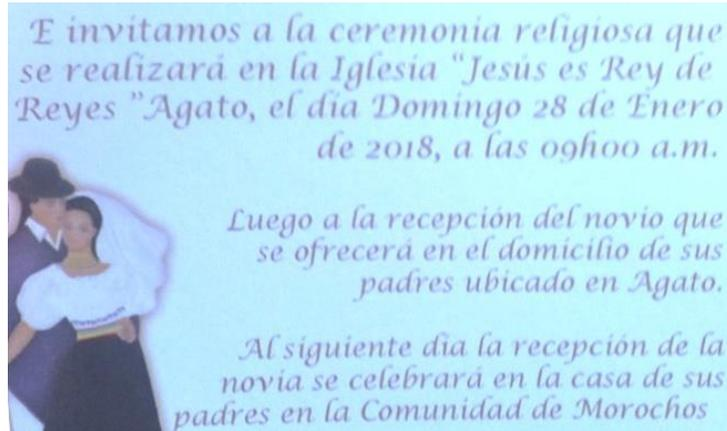 E invitamos a la ceremonia religiosa que
se realizará en la Iglesia "Jesús es Rey de
Reyes "Agato, el día Domingo 28 de Enero
de 2018, a las 09h00 a.m.
Luego a la recepción del novio que
se ofrecerá en el domicilio de sus
padres ubicado en Agato.
Al siguiente dia la recepción de la
novia se celebrará en la casa de sus
padres en la Comunidad de Morochos